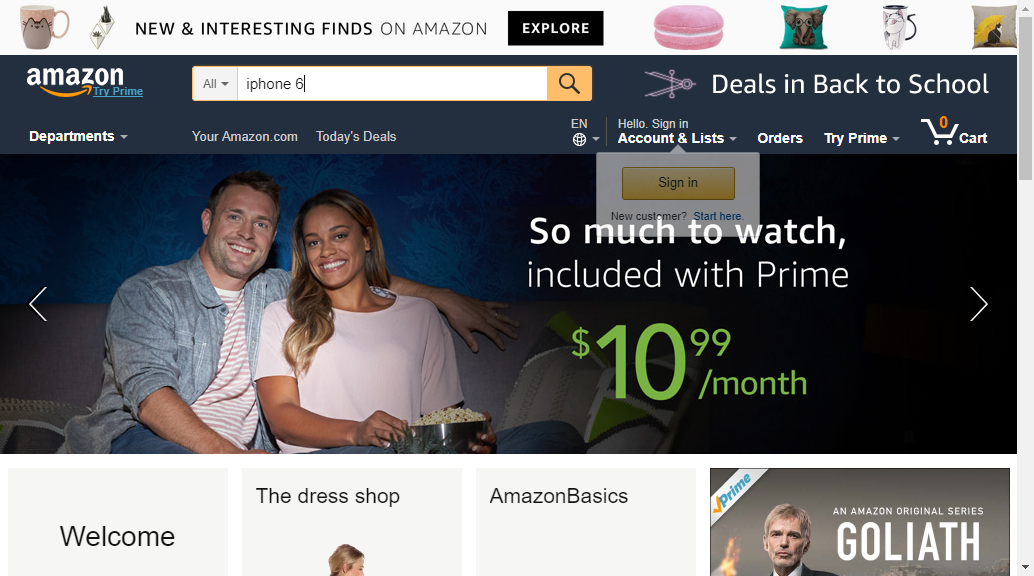 NEW & INTERESTING FINDS ON AMAZON EXPLORE
amazon
Try Prime
All iphone 6
Deals in Back to School
Departments
Your Amazon.com Today's Deals
EN
Hello. Sign in
Account & Lists
Orders
Try Prime
0
Cart
Sign in
New customer? Start here.
So much to watch,
included with Prime
$10 99
/month
Welcome
The dress shop
AmazonBasics
Prime
AN AMAZON ORIGINAL SERIES
GOLIATH